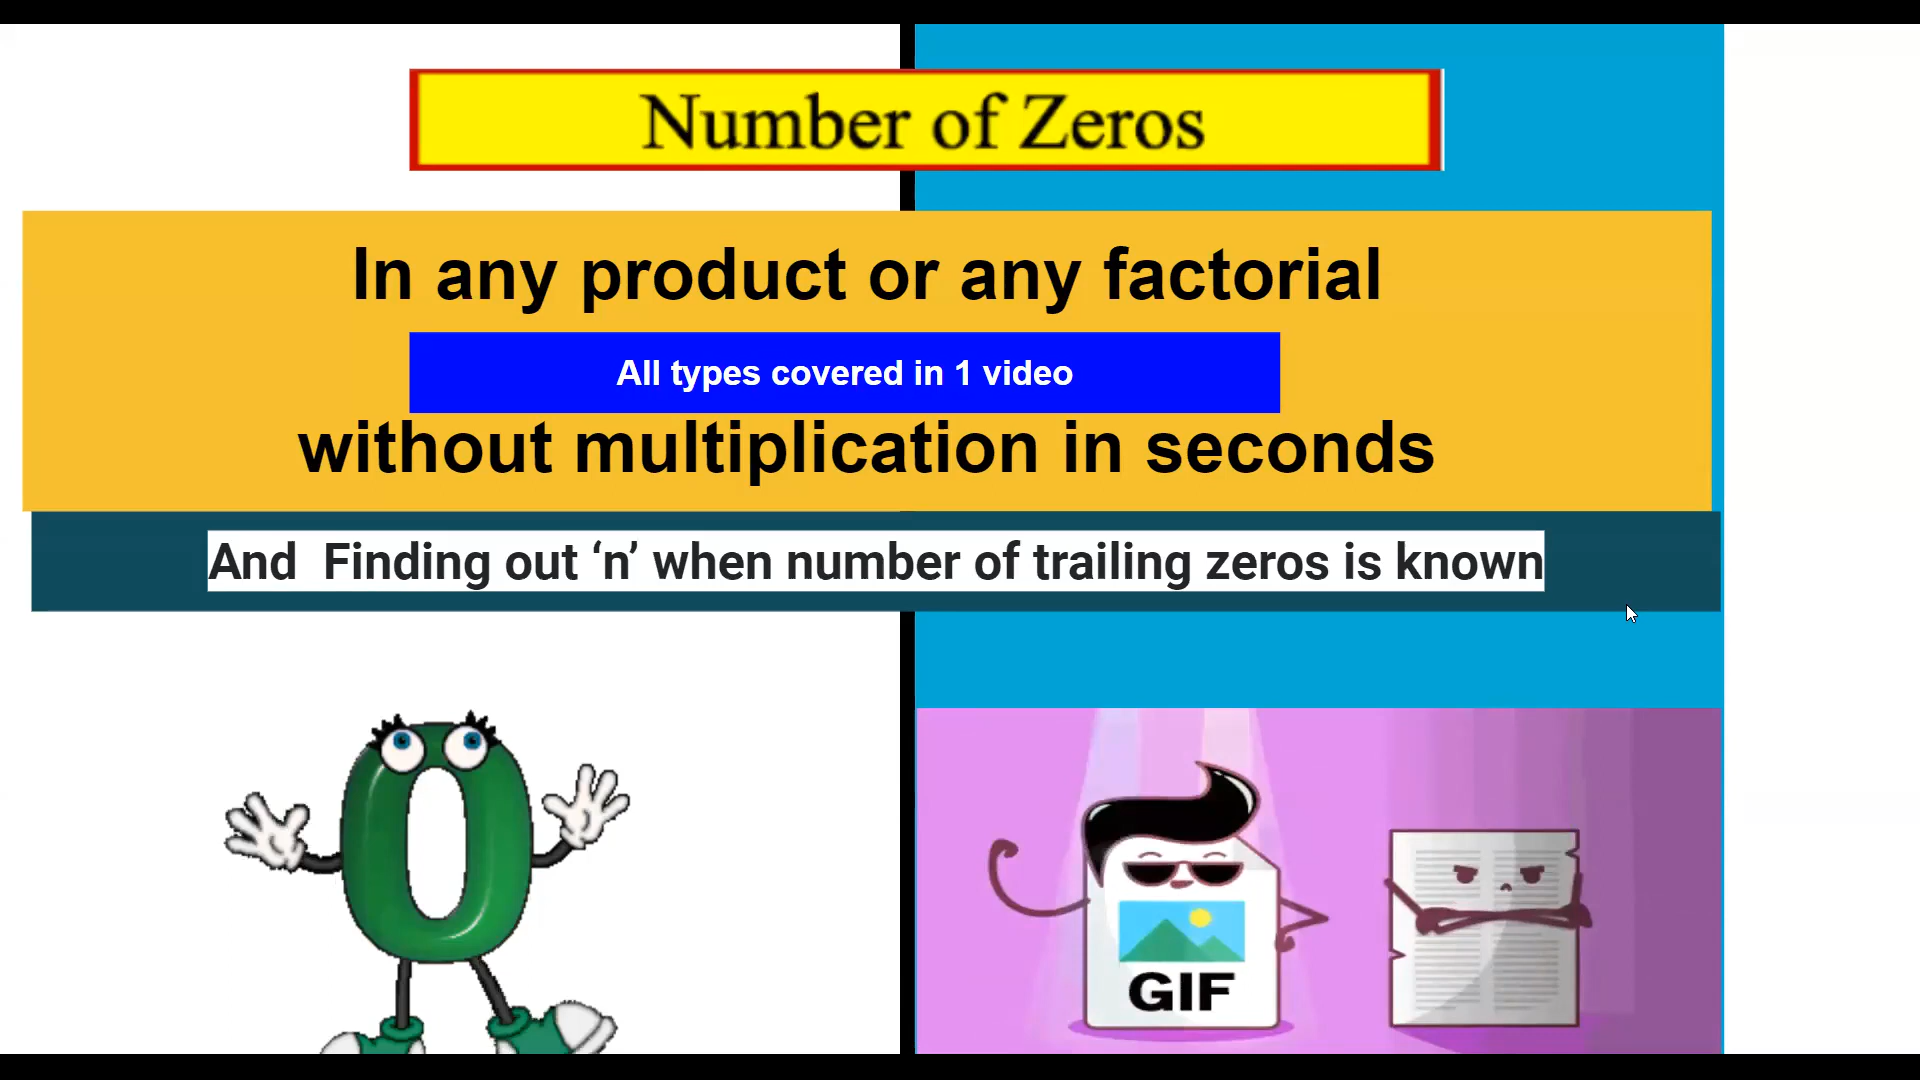 Number of Zeros
In any product or any factorial
All types covered in 1 video
without multiplication in seconds
And  Finding out ‘n’ when number of trailing zeros is known
0
GIF